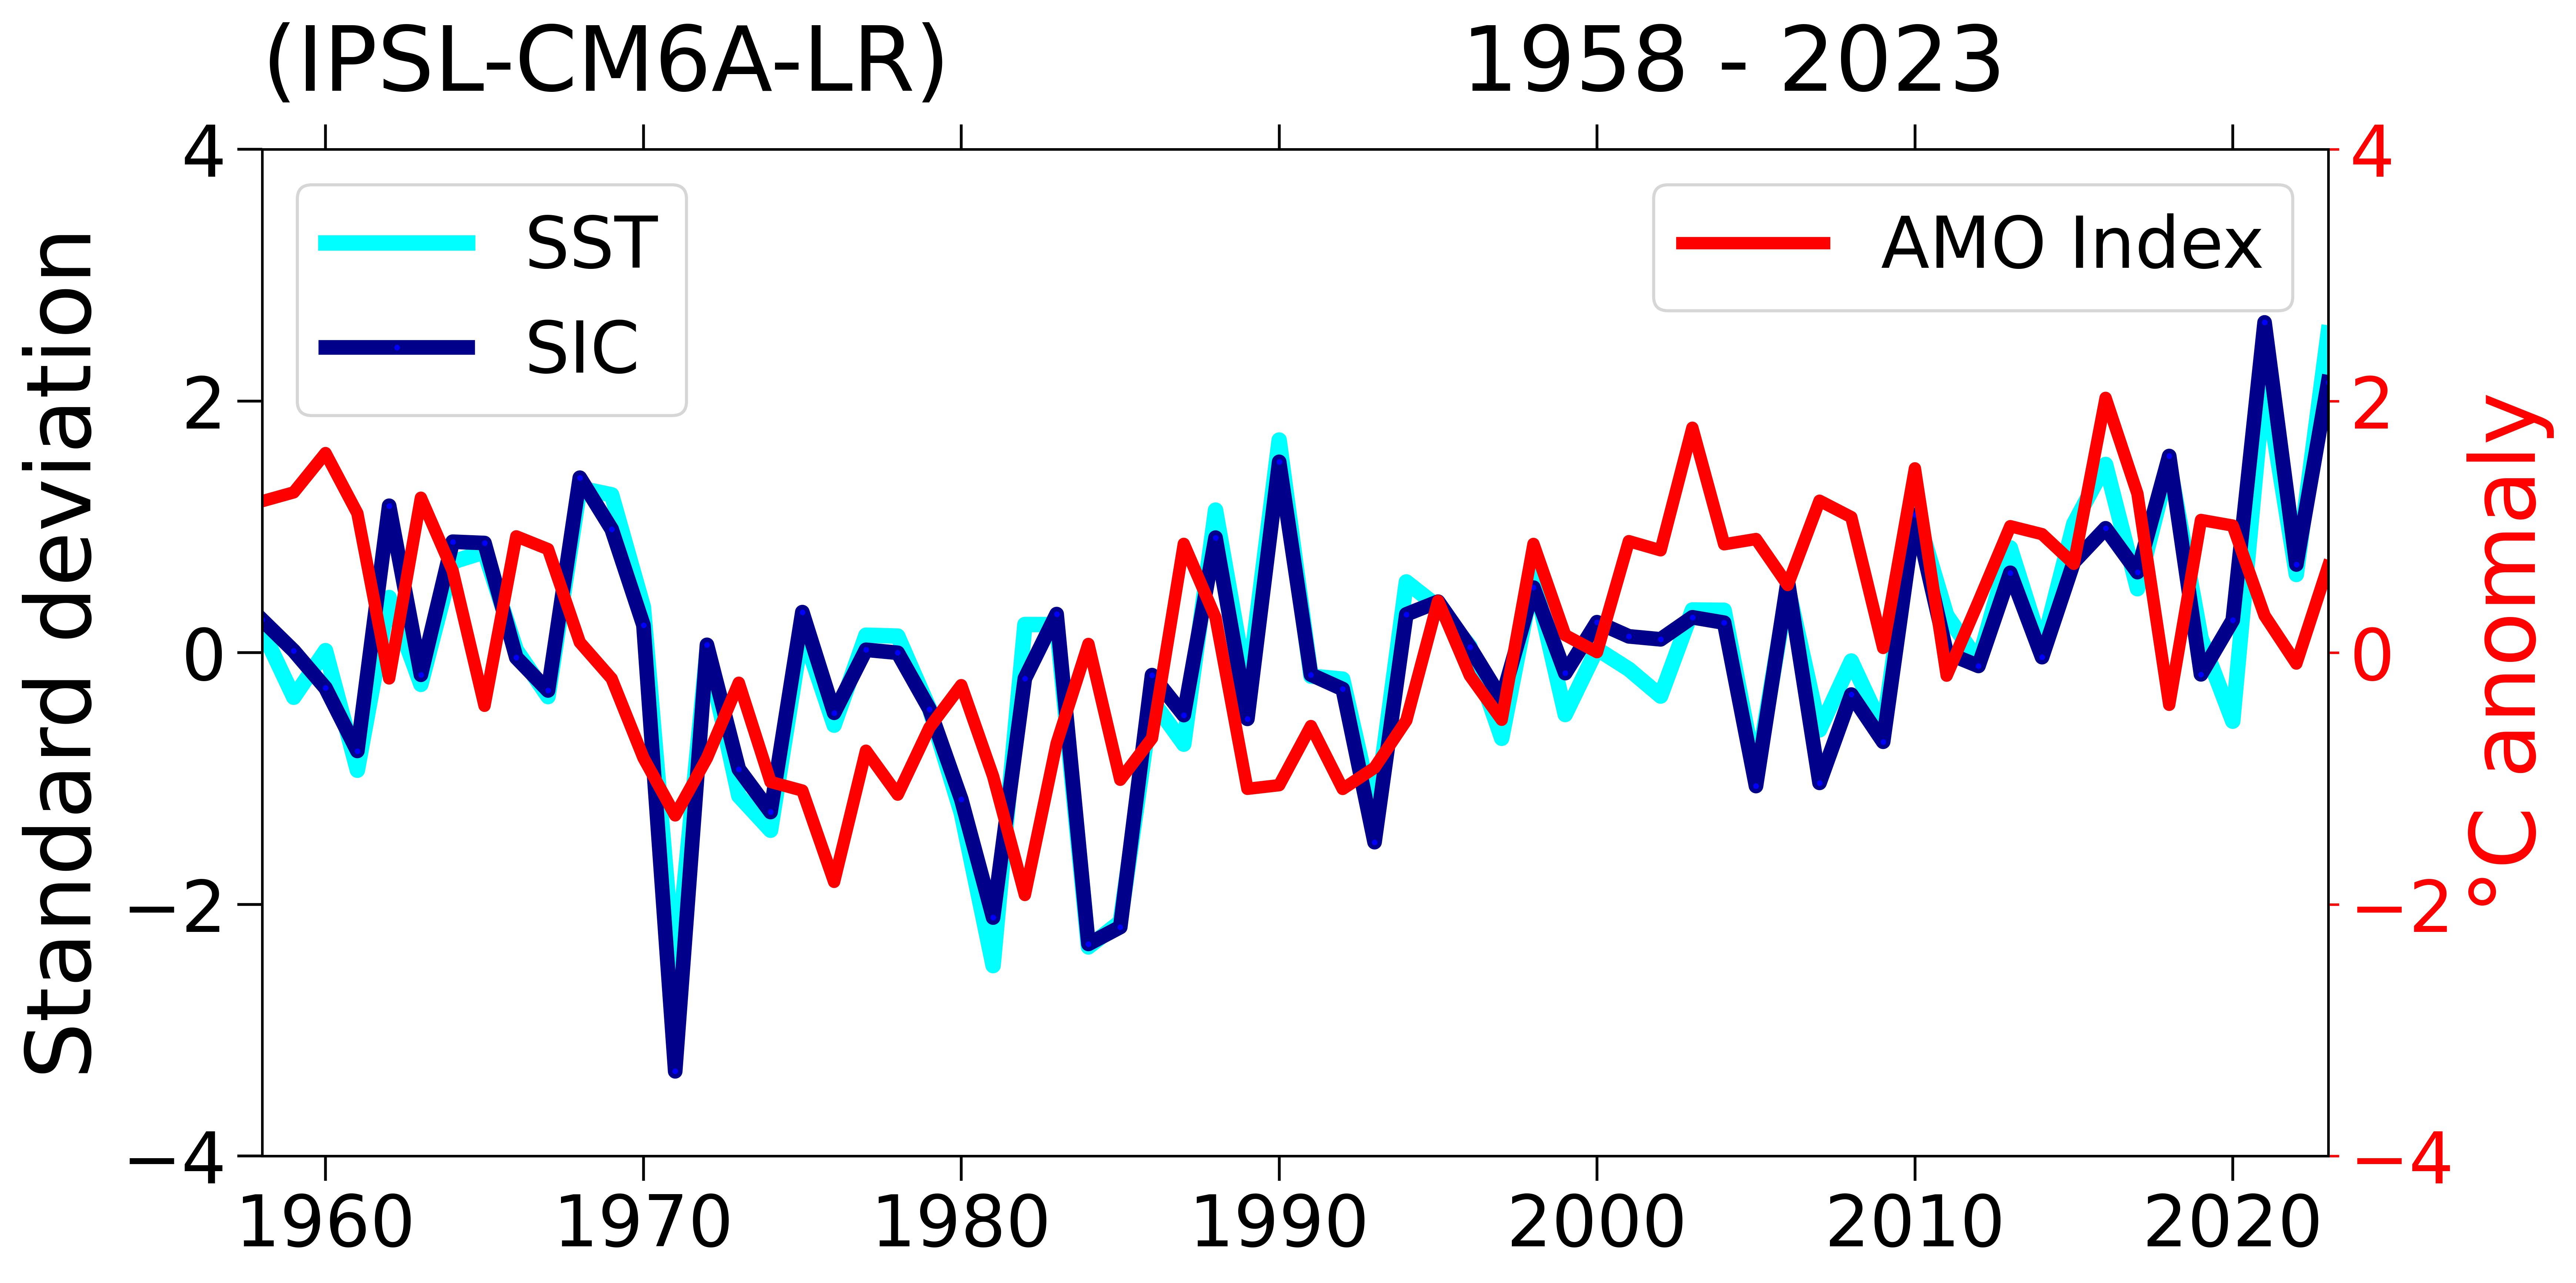 (IPSL-CM6A-LR) 1958 - 2023
SST
SIC
AMO Index
Standard deviation
4
2
0
−2
−4
4
2
0
−2
−4
°C anomaly
1960 1970 1980 1990 2000 2010 2020